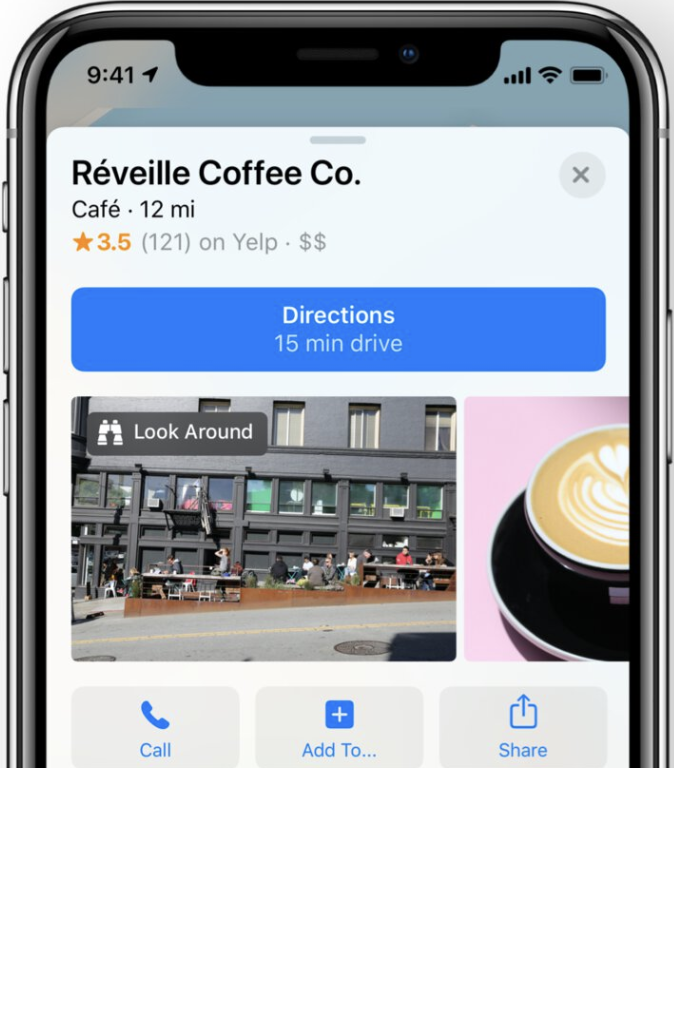 9:41
Réveille Coffee Co.
Café · 12 mi
★3.5 (121) on Yelp · $$
Directions
15 min drive
Look Around
Call
Add To...
Share